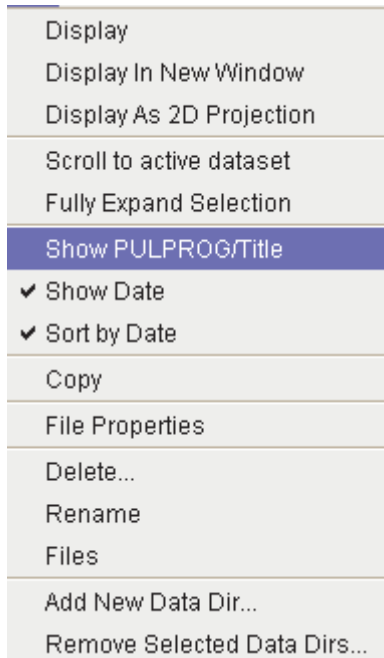 Display
Display In New Window
Display As 2D Projection
Scroll to active dataset
Fully Expand Selection
Show PULPROG/Title
Show Date
Sort by Date
Copy
File Properties
Delete...
Rename
Files
Add New Data Dir...
Remove Selected Data Dirs...